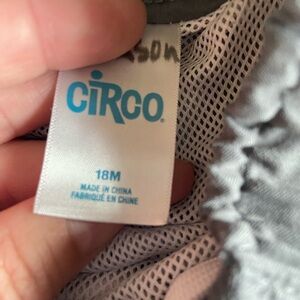 CiRCO
18M
MADE IN CHINA
FABRIQUÉ EN CHINE